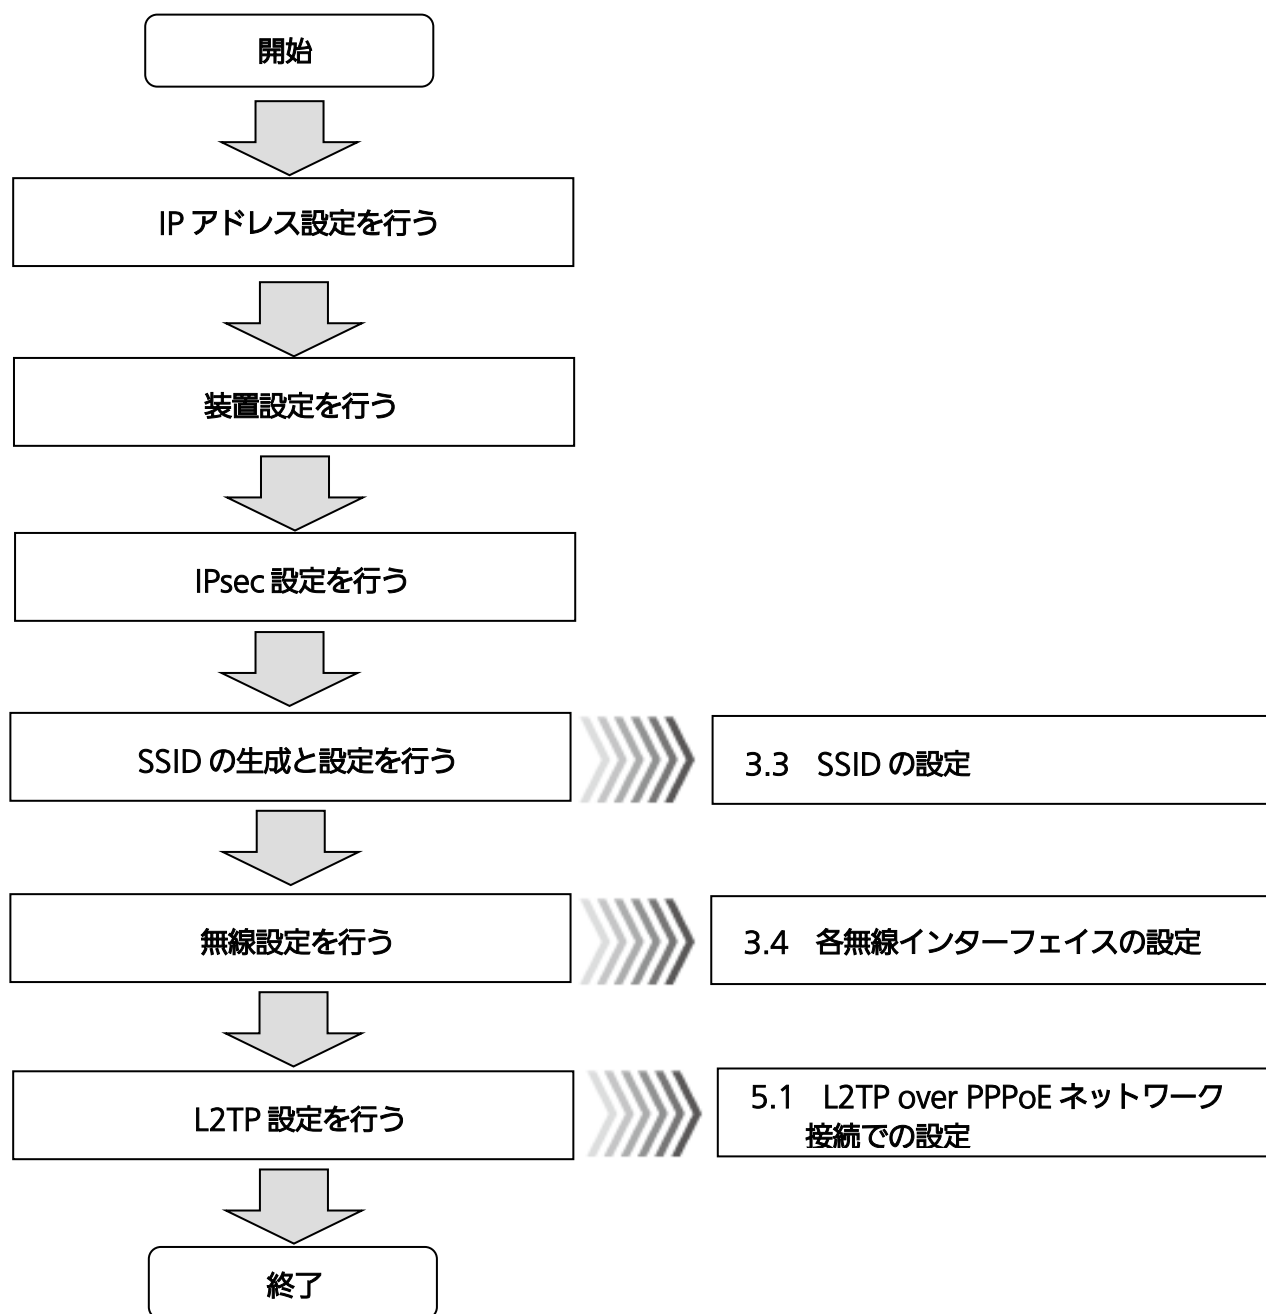 開始
IP アドレス設定を行う
装置設定を行う
IPsec 設定を行う
SSID の生成と設定を行う
3.3　SSID の設定
無線設定を行う
3.4　各無線インターフェイスの設定
L2TP 設定を行う
5.1　L2TP over PPPoE ネットワーク
接続での設定
終了